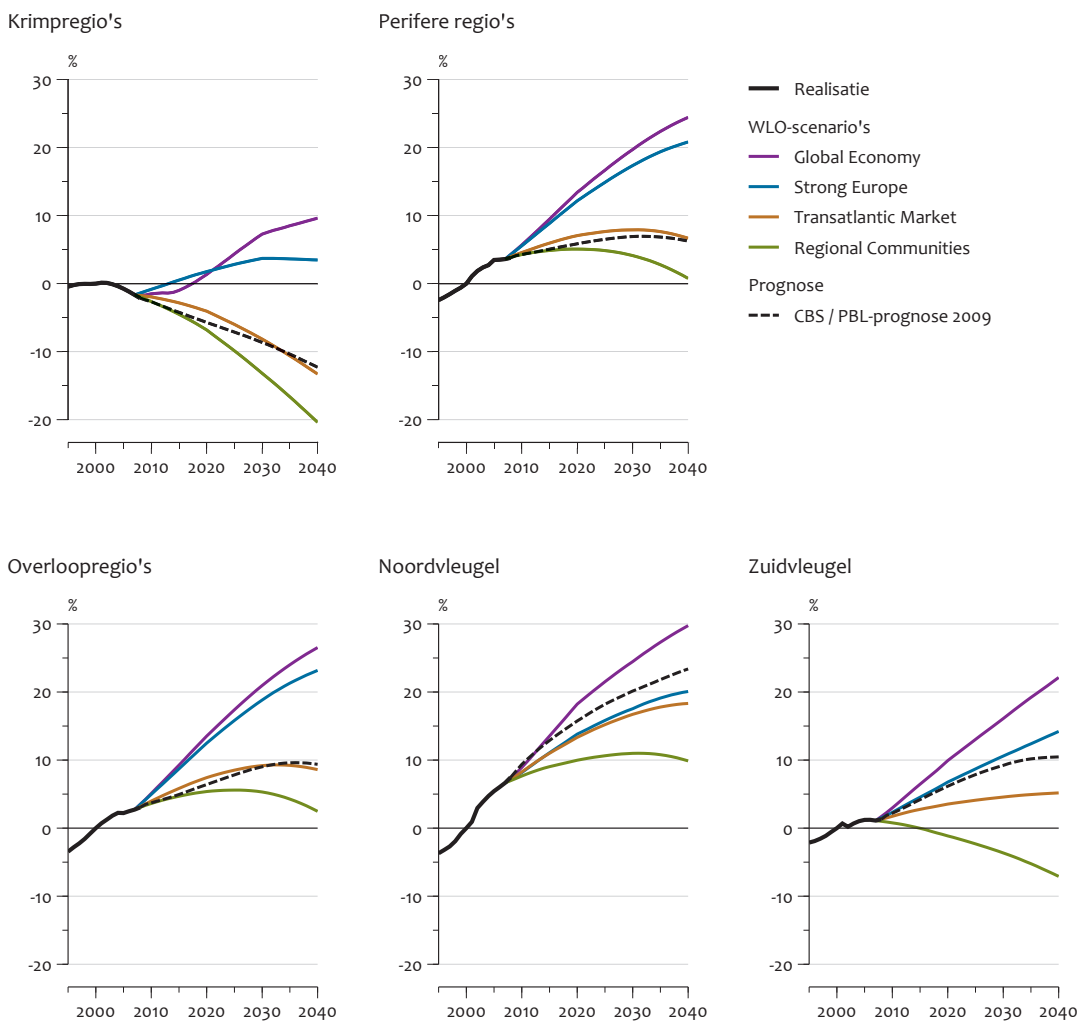 Krimpregio's
%
30
20
10
0
-10
-20
2000 2010 2020 2030 2040
Perifere regio's
%
30
20
10
0
-10
-20
2000 2010 2020 2030 2040
Realisatie
WLO-scenario's
Global Economy
Strong Europe
Transatlantic Market
Regional Communities
Prognose
CBS / PBL-prognose 2009
Overloopregio's
%
30
20
10
0
-10
-20
2000 2010 2020 2030 2040
Noordvleugel
%
30
20
10
0
-10
-20
2000 2010 2020 2030 2040
Zuidvleugel
%
30
20
10
0
-10
-20
2000 2010 2020 2030 2040